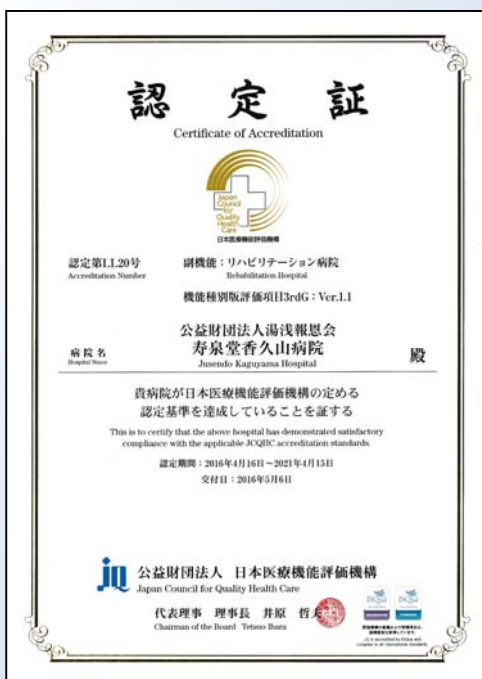 認定証
Certificate of Accreditation
Japan
Council
for
Quality
Health
Care
日本医療機能評価機構
認定第LL20号
Accreditation Number
副機能：リハビリテーション病院
Rehabilitation Hospital
機能種別版評価項目3rdG：Ver.1.1
公益財団法人湯浅報恩会
病院名
Hospital Name
寿泉堂香久山病院
殿
Jusendo Kaguyama Hospital
貴病院が日本医療機能評価機構の定める
認定基準を達成していることを証する
This is to certify that the above hospital has demonstrated satisfactory
compliance with the applicable JCQHC accreditation standards.
認定期間：2016年4月16日～2021年4月15日
交付日：2016年5月6日
jq
公益財団法人 日本医療機能評価機構
Japan Council for Quality Health Care
代表理事 理事長 井原 哲夫
Chairman of the Board Tetsuo Ihara
ISQua
ISQua